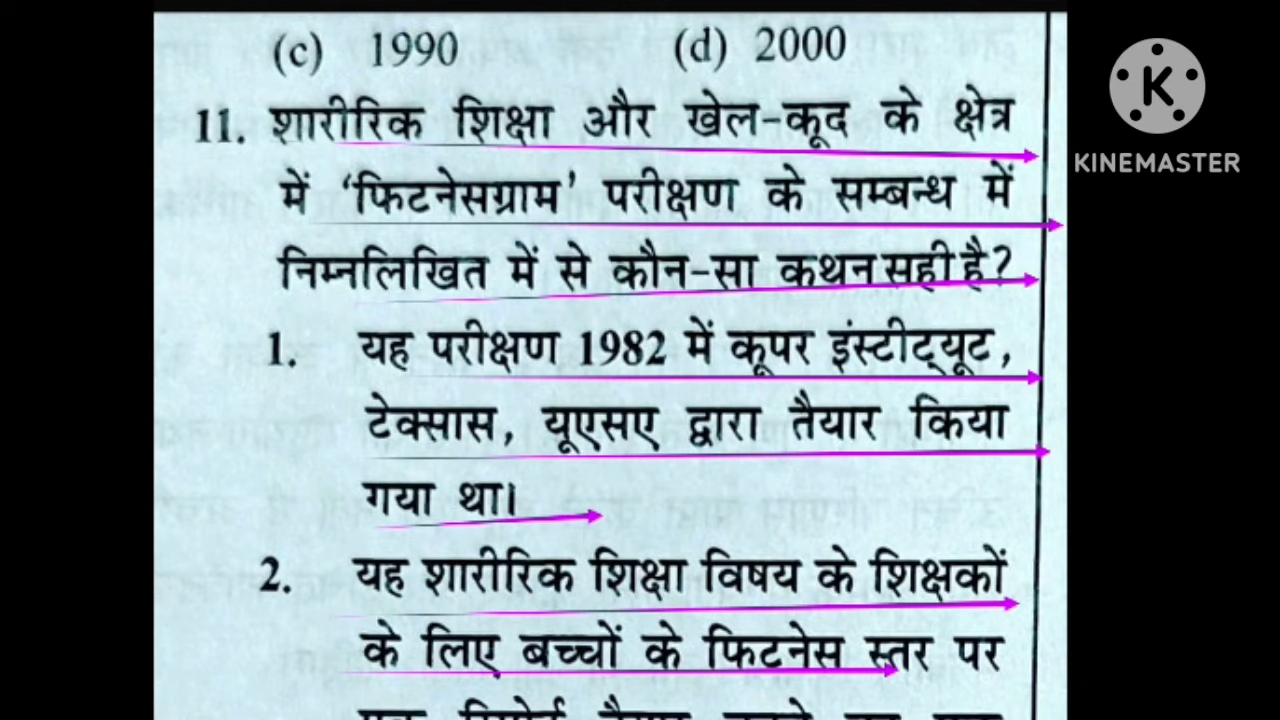 (c) 1990 (d) 2000
11. शारीरिक शिक्षा और खेल-कूद के क्षेत्र
में ‘फिटनेसग्राम’ परीक्षण के सम्बन्ध में
निम्नलिखित में से कौन-सा कथन सही है?
1. यह परीक्षण 1982 में कूपर इंस्टीट्यूट,
टेक्सास, यूएसए द्वारा तैयार किया
गया था।
2. यह शारीरिक शिक्षा विषय के शिक्षकों
के लिए बच्चों के फिटनेस स्तर पर
K
KINEMASTER